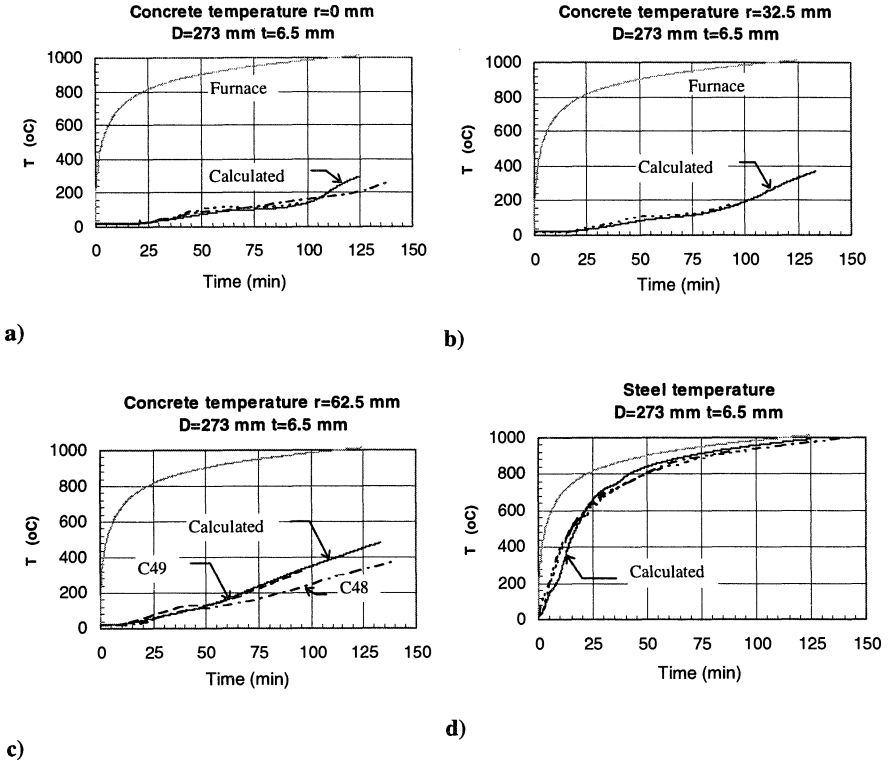 Concrete temperature r=0 mm
D=273 mm t=6.5 mm
1000
800
600
400
200
0
T (oC)
Furnace
Calculated
0 25 50 75 100 125 150
Time (min)
a)
Concrete temperature r=32.5 mm
D=273 mm t=6.5 mm
1000
800
600
400
200
0
T (oC)
Furnace
Calculated
0 25 50 75 100 125 150
Time (min)
b)
Concrete temperature r=62.5 mm
D=273 mm t=6.5 mm
1000
800
600
400
200
0
T (oC)
Calculated
C49
C48
0 25 50 75 100 125 150
Time (min)
c)
Steel temperature
D=273 mm t=6.5 mm
1000
800
600
400
200
0
T (oC)
Calculated
0 25 50 75 100 125 150
Time (min)
d)